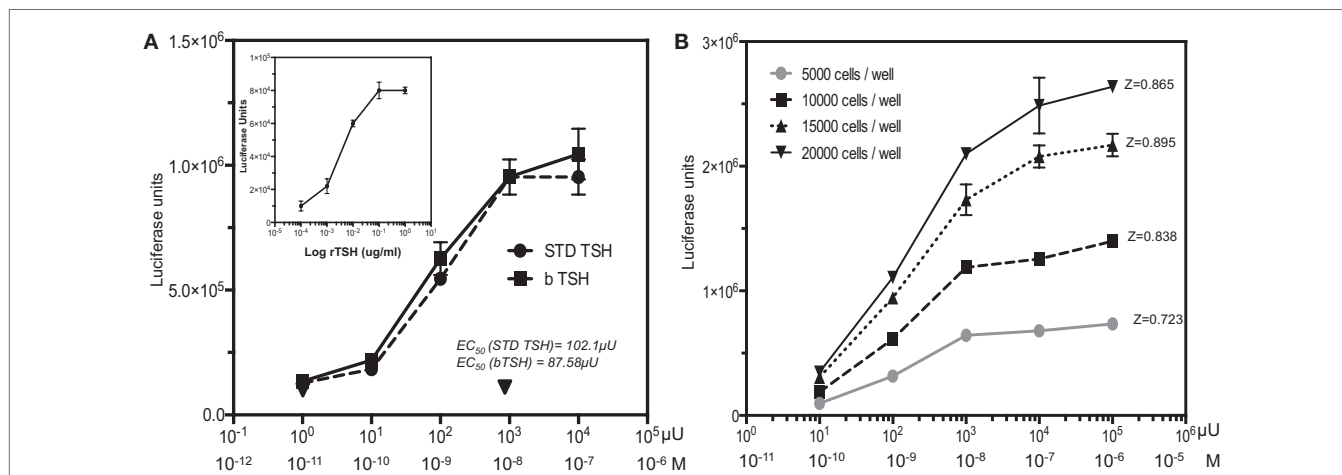 A
1.5×10⁶
1.0×10⁶
5.0×10⁵
0.0
Luciferase units
1×10⁵
8×10⁴
6×10⁴
4×10⁴
2×10⁴
0
Luciferase Units
10⁻⁵ 10⁻⁴ 10⁻³ 10⁻² 10⁻¹ 10⁰ 10¹
Log rTSH (ug/ml)
STD TSH
b TSH
EC₅₀ (STD TSH)= 102.1µU
EC₅₀ (bTSH) = 87.58µU
10⁻¹ 10⁰ 10¹ 10² 10³ 10⁴ 10⁵ µU
10⁻¹² 10⁻¹¹ 10⁻¹⁰ 10⁻⁹ 10⁻⁸ 10⁻⁷ 10⁻⁶ M
B
3×10⁶
2×10⁶
1×10⁶
0
Luciferase units
5000 cells / well
10000 cells / well
15000 cells / well
20000 cells / well
Z=0.865
Z=0.895
Z=0.838
Z=0.723
10⁰ 10¹ 10² 10³ 10⁴ 10⁵ 10⁶ µU
10⁻¹¹ 10⁻¹⁰ 10⁻⁹ 10⁻⁸ 10⁻⁷ 10⁻⁶ 10⁻⁵ M